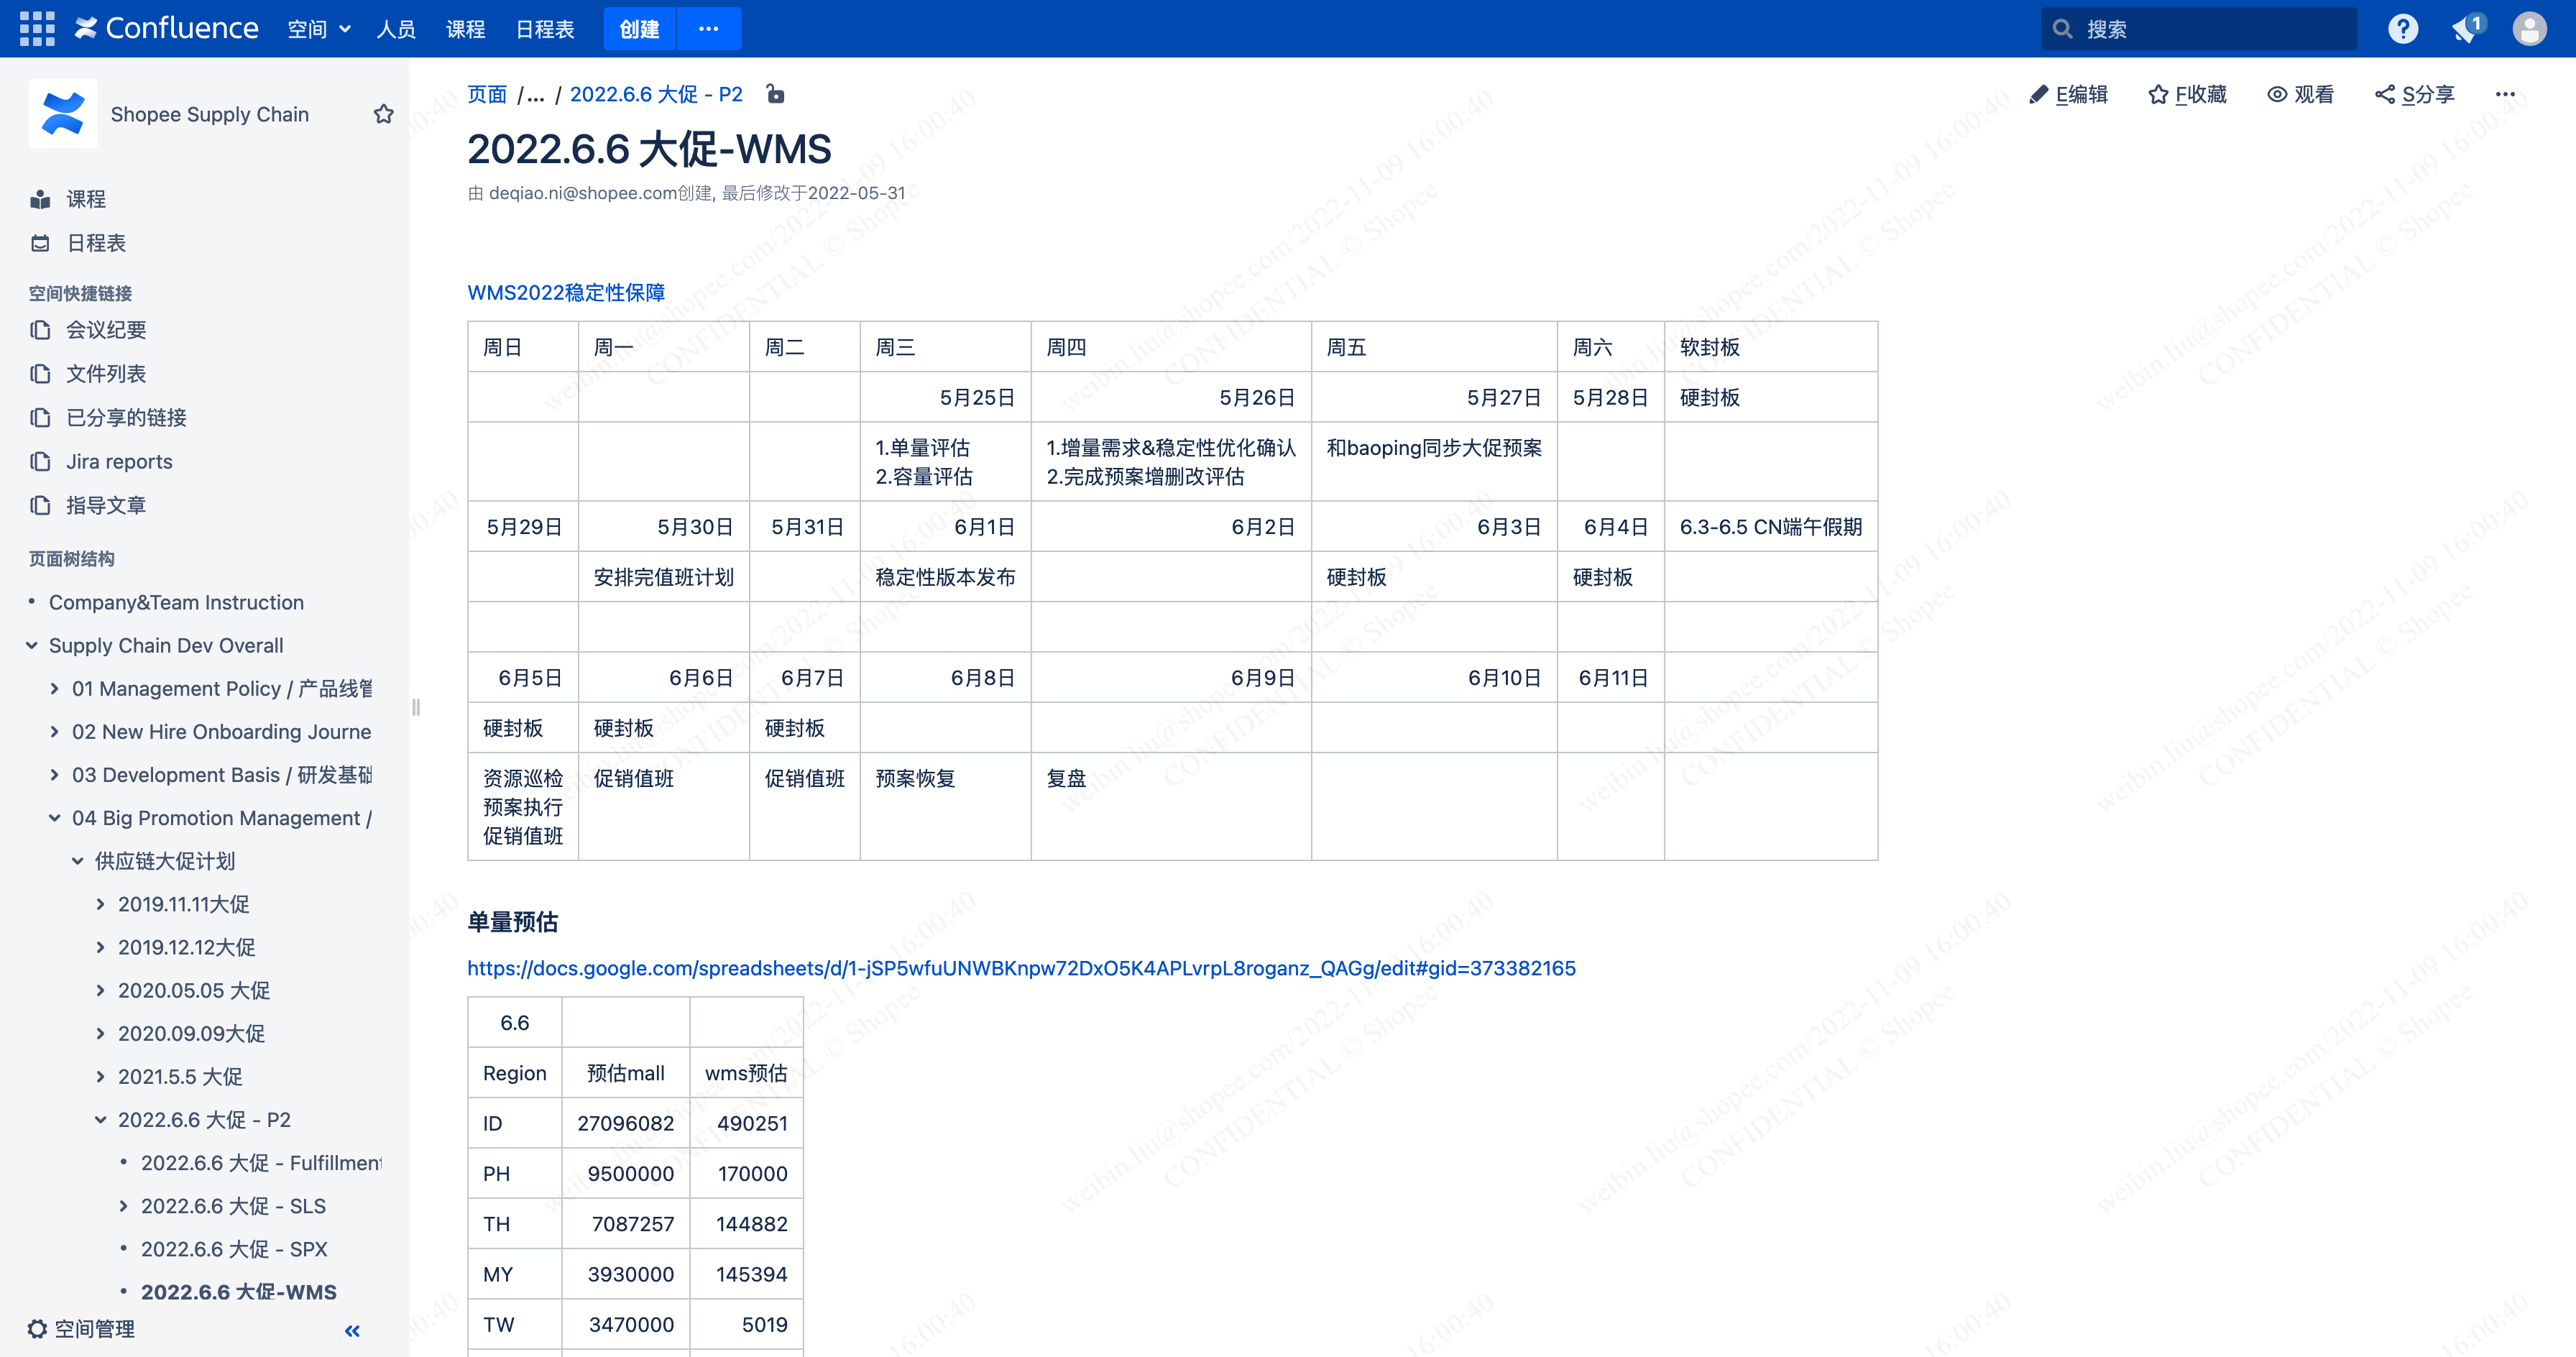 Confluence 空间 人员 课程 日程表 创建 ··· 搜索 ? 1
Shopee Supply Chain
课程
日程表
空间快捷链接
会议纪要
文件列表
已分享的链接
Jira reports
指导文章
页面树结构
• Company&Team Instruction
Supply Chain Dev Overall
01 Management Policy / 产品线管
02 New Hire Onboarding Journe
03 Development Basis / 研发基础
04 Big Promotion Management /
供应链大促计划
2019.11.11大促
2019.12.12大促
2020.05.05 大促
2020.09.09大促
2021.5.5 大促
2022.6.6 大促 - P2
• 2022.6.6 大促 - Fulfillment
2022.6.6 大促 - SLS
• 2022.6.6 大促 - SPX
• 2022.6.6 大促-WMS
空间管理
页面 /... / 2022.6.6 大促 - P2
E编辑 F收藏 观看 S分享 ···
2022.6.6 大促-WMS
由 deqiao.ni@shopee.com创建, 最后修改于2022-05-31
WMS2022稳定性保障
周日 周一 周二 周三 周四 周五 周六 软封板
5月25日 5月26日 5月27日 5月28日 硬封板
1.单量评估 1.增量需求&稳定性优化确认 和baoping同步大促预案
2.容量评估 2.完成预案增删改评估
5月29日 5月30日 5月31日 6月1日 6月2日 6月3日 6月4日 6.3-6.5 CN端午假期
安排完值班计划 稳定性版本发布 硬封板 硬封板
6月5日 6月6日 6月7日 6月8日 6月9日 6月10日 6月11日
硬封板 硬封板 硬封板
资源巡检 促销值班 促销值班 预案恢复 复盘
预案执行
促销值班
单量预估
https://docs.google.com/spreadsheets/d/1-jSP5wfuUNWBKnpw72DxO5K4APLvrpL8roganz_QAGg/edit#gid=373382165
6.6
Region 预估mall wms预估
ID 27096082 490251
PH 9500000 170000
TH 7087257 144882
MY 3930000 145394
TW 3470000 5019
weibin.liu@shopee.com/2022-11-09 16:00:40
CONFIDENTIAL © Shopee